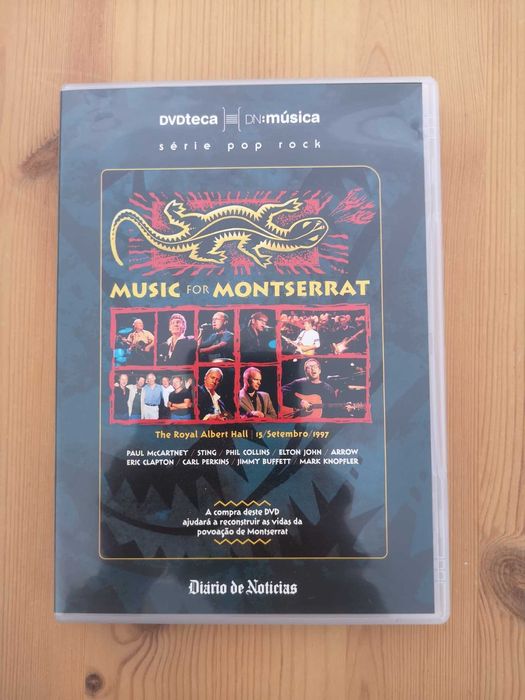 DVDteca DN:música
série pop rock
MUSIC FOR MONTSERRAT
The Royal Albert Hall | 15/Setembro/1997
PAUL McCARTNEY / STING / PHIL COLLINS / ELTON JOHN / ARROW
ERIC CLAPTON / CARL PERKINS / JIMMY BUFFETT / MARK KNOPFLER
A compra deste DVD
ajudará a reconstruir as vidas da
povoação de Montserrat
Diário de Notícias